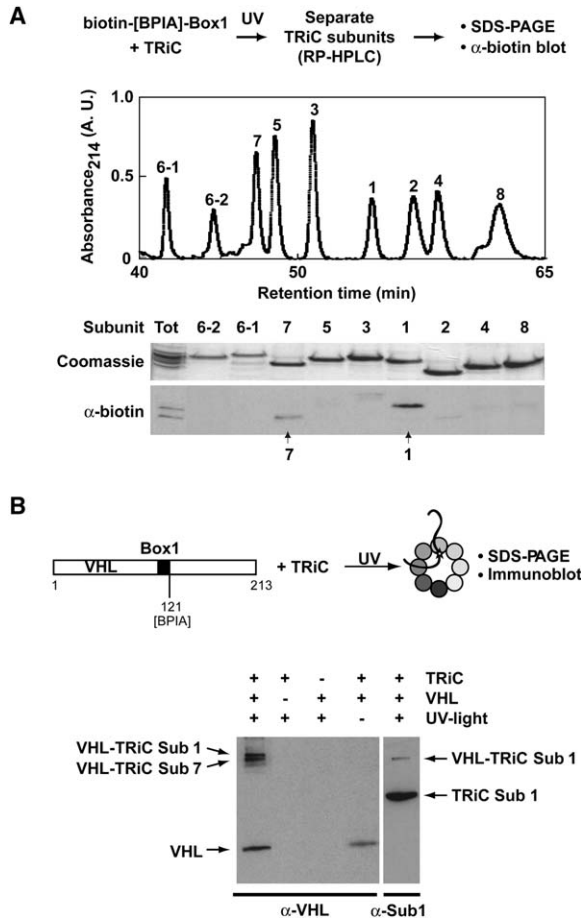 A
biotin-[BPIA]-Box1
+ TRiC
UV
Separate
TRiC subunits
(RP-HPLC)
• SDS-PAGE
• α-biotin blot
Absorbance214 (A. U.)
1.0
0.5
0
6-1
6-2
7
5
3
1
2
4
8
40
50
65
Retention time (min)
Subunit Tot 6-2 6-1 7 5 3 1 2 4 8
Coomassie
α-biotin
7 1
B
Box1
VHL
1 213
121
[BPIA]
+ TRiC
UV
• SDS-PAGE
• Immunoblot
+ + - + + TRiC
+ - + + + VHL
+ + + - + UV-light
VHL-TRiC Sub 1
VHL-TRiC Sub 7
VHL
VHL-TRiC Sub 1
TRiC Sub 1
α-VHL α-Sub1